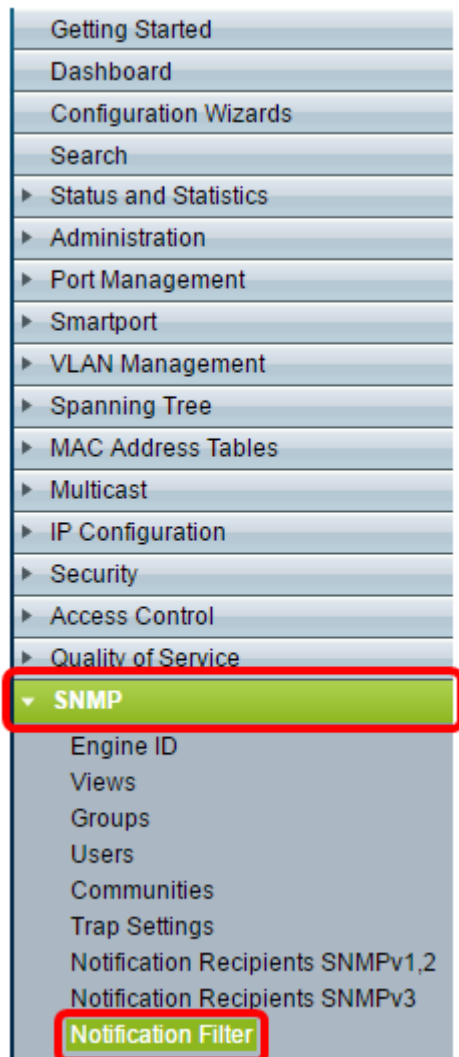 Getting Started
Dashboard
Configuration Wizards
Search
Status and Statistics
Administration
Port Management
Smartport
VLAN Management
Spanning Tree
MAC Address Tables
Multicast
IP Configuration
Security
Access Control
Quality of Service
SNMP
Engine ID
Views
Groups
Users
Communities
Trap Settings
Notification Recipients SNMPv1,2
Notification Recipients SNMPv3
Notification Filter